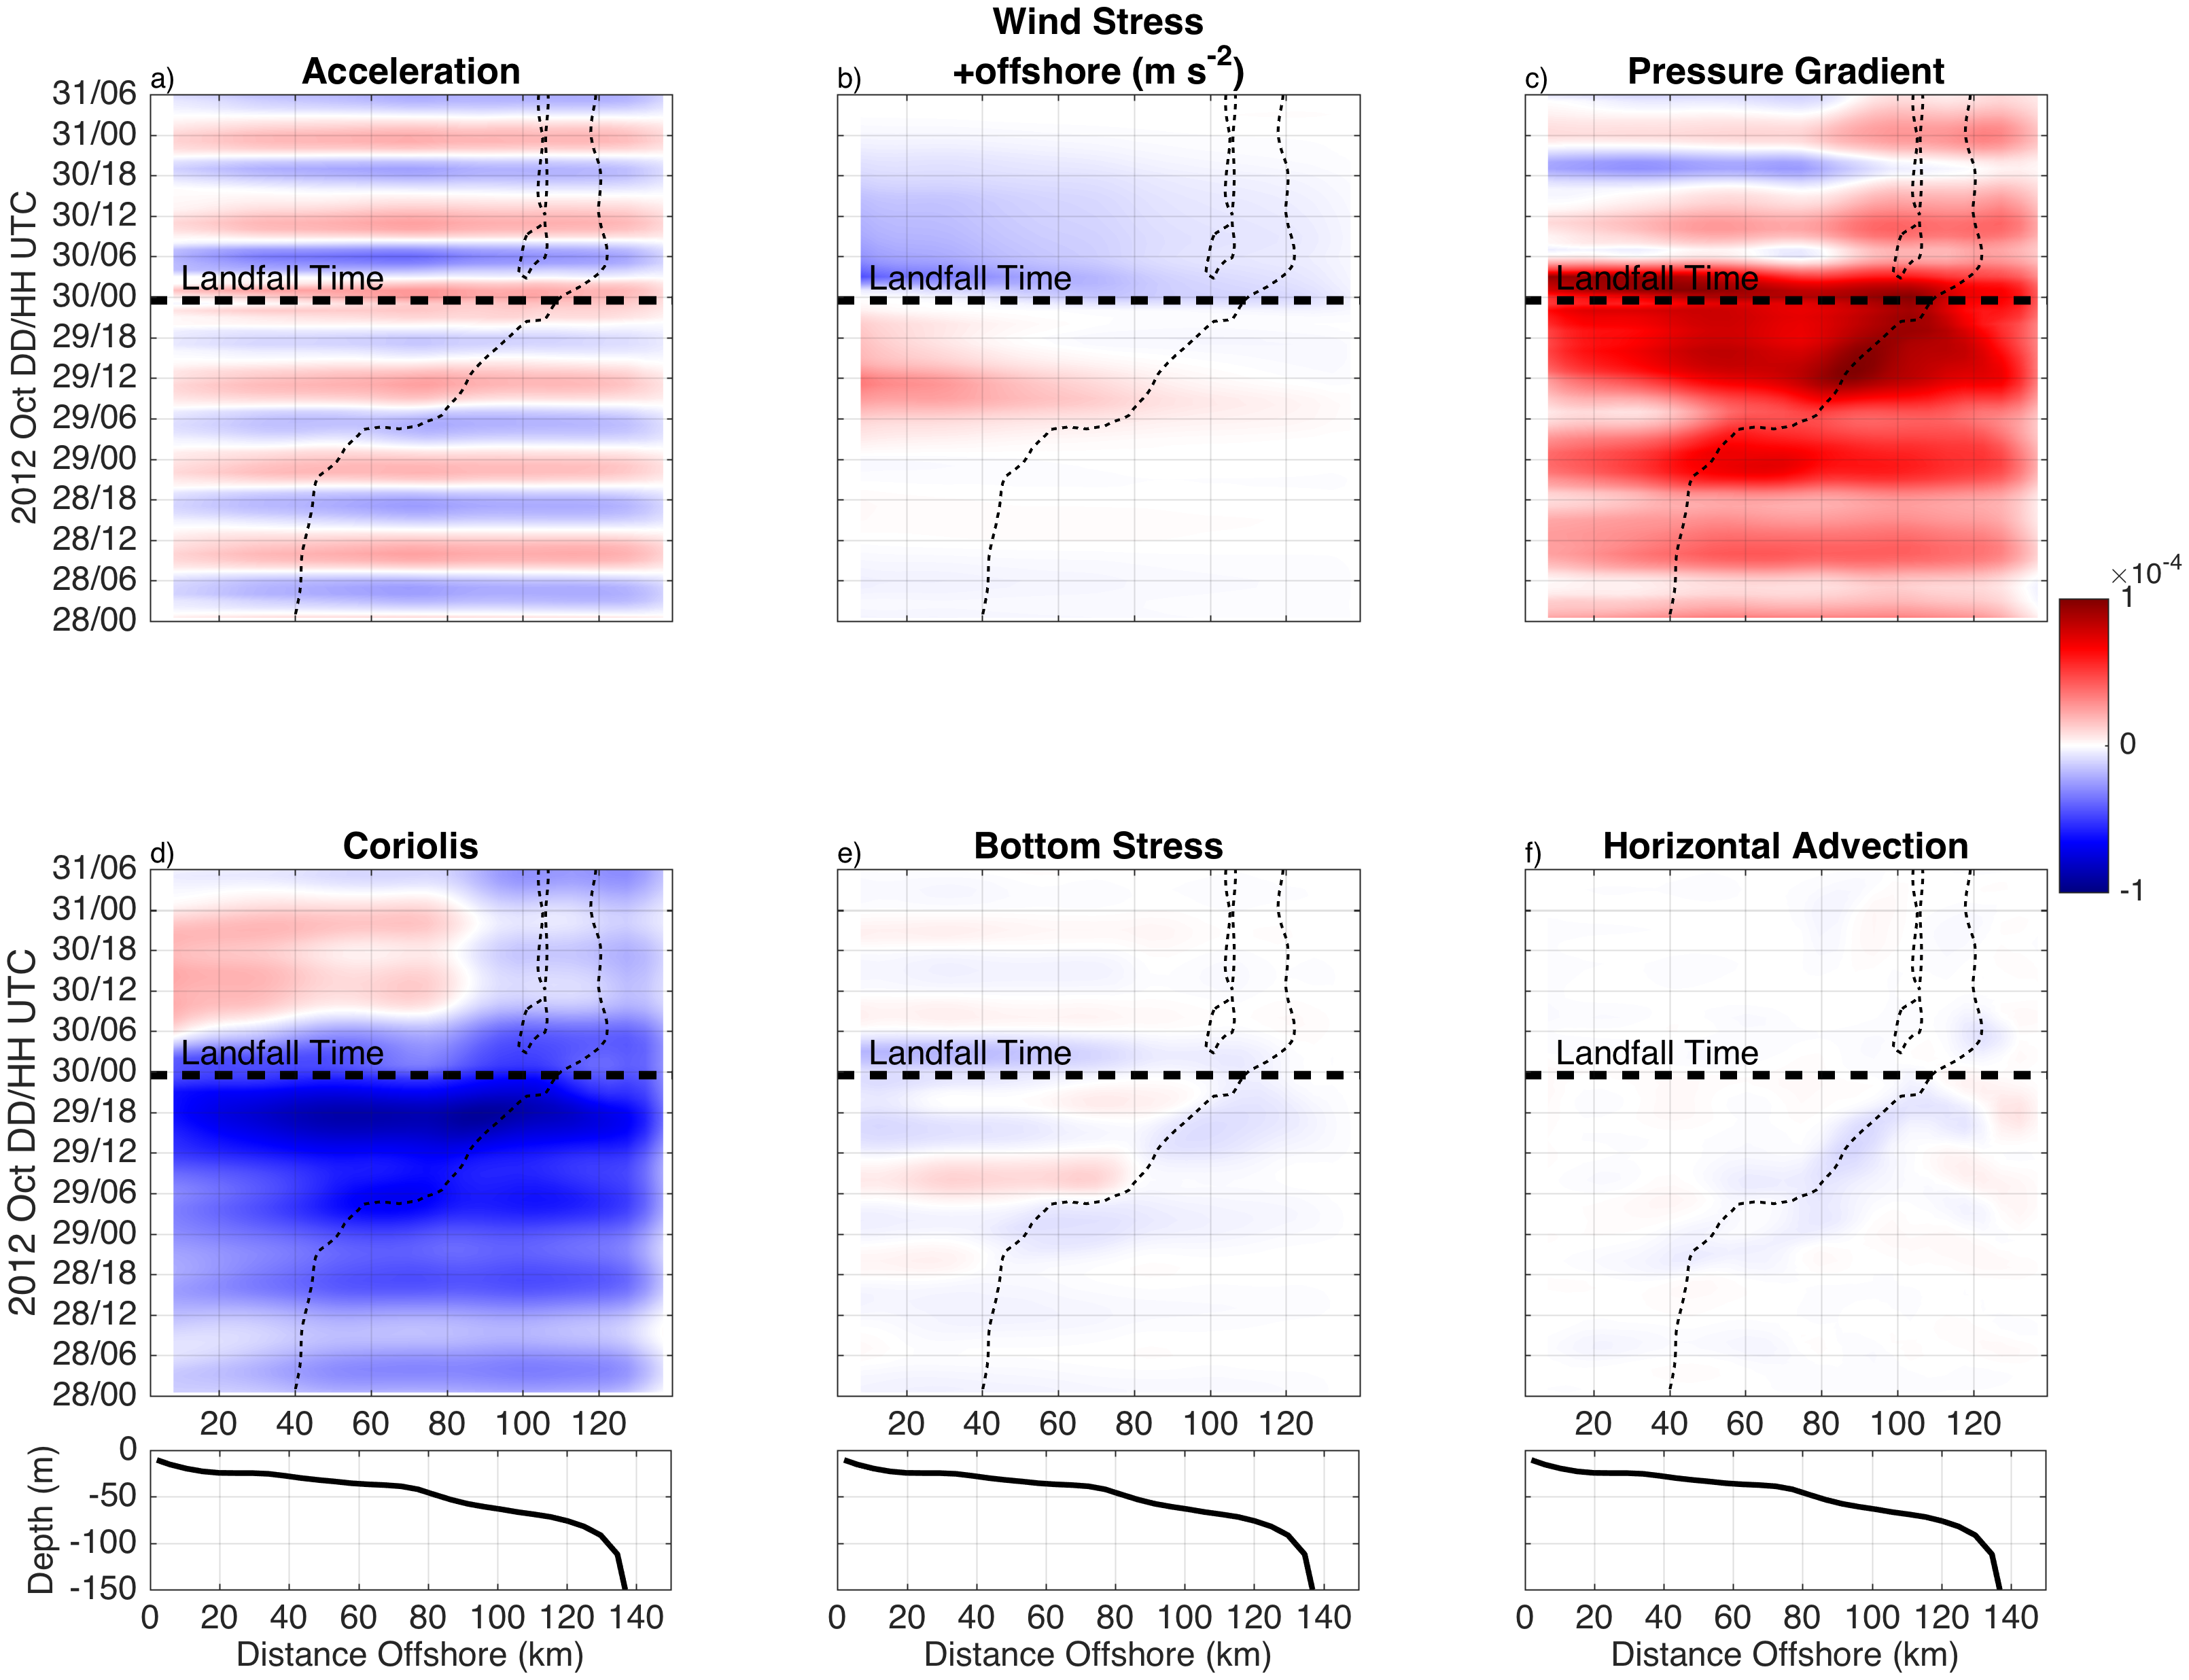 Wind Stress
a) Acceleration
b) +offshore (m s-2)
c) Pressure Gradient
2012 Oct DD/HH UTC
31/06
31/00
30/18
30/12
30/06
30/00
29/18
29/12
29/06
29/00
28/18
28/12
28/06
28/00
Landfall Time
Landfall Time
Landfall Time
×10-4
1
0
-1
d) Coriolis
e) Bottom Stress
f) Horizontal Advection
2012 Oct DD/HH UTC
31/06
31/00
30/18
30/12
30/06
30/00
29/18
29/12
29/06
29/00
28/18
28/12
28/06
28/00
Landfall Time
Landfall Time
Landfall Time
20 40 60 80 100 120
20 40 60 80 100 120
20 40 60 80 100 120
Depth (m)
0
-50
-100
-150
0 20 40 60 80 100 120 140
0 20 40 60 80 100 120 140
0 20 40 60 80 100 120 140
Distance Offshore (km)
Distance Offshore (km)
Distance Offshore (km)